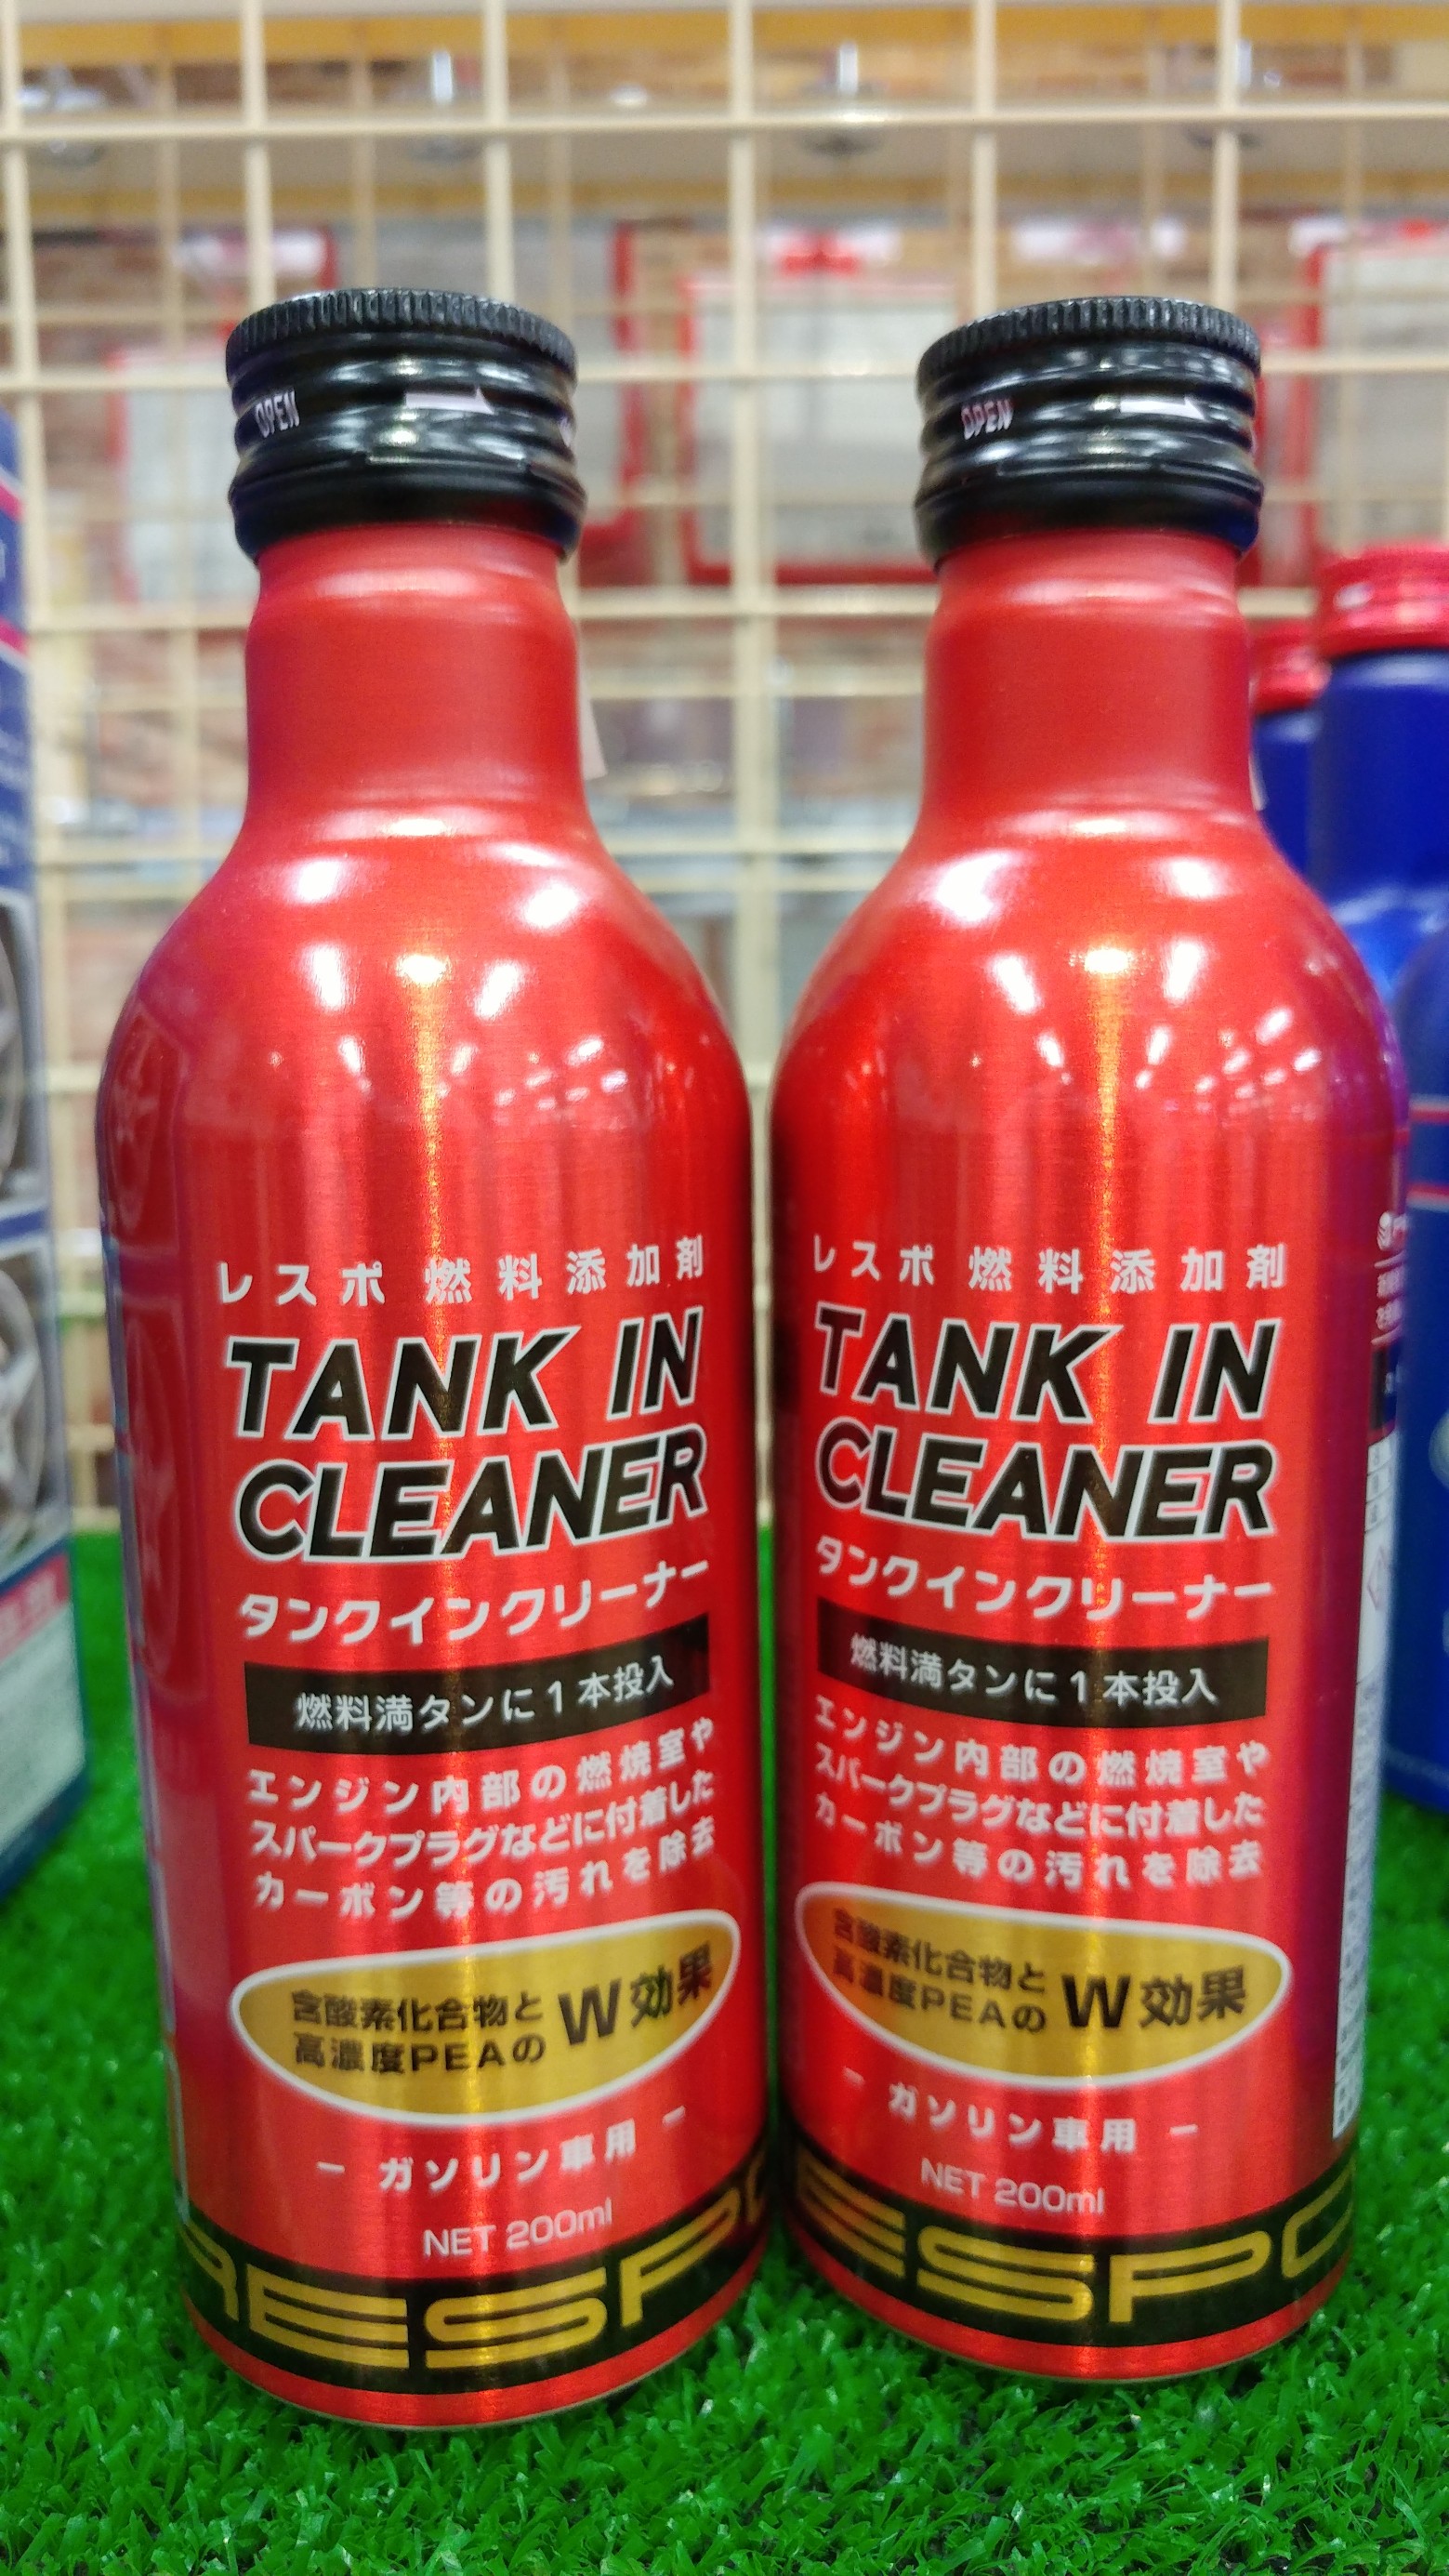 OPEN
レスポ 燃料添加剤
TANK IN
CLEANER
タンクインクリーナー
燃料満タンに1本投入
エンジン内部の燃焼室や
スパークプラグなどに付着した
カーボン等の汚れを除去
含酸素化合物と
高濃度PEAの
W効果
- ガソリン車用 -
NET 200ml
RESPO
OPEN
レスポ 燃料添加剤
TANK IN
CLEANER
タンクインクリーナー
燃料満タンに1本投入
エンジン内部の燃焼室や
スパークプラグなどに付着した
カーボン等の汚れを除去
含酸素化合物と
高濃度PEAの
W効果
- ガソリン車用 -
NET 200ml
ESPO